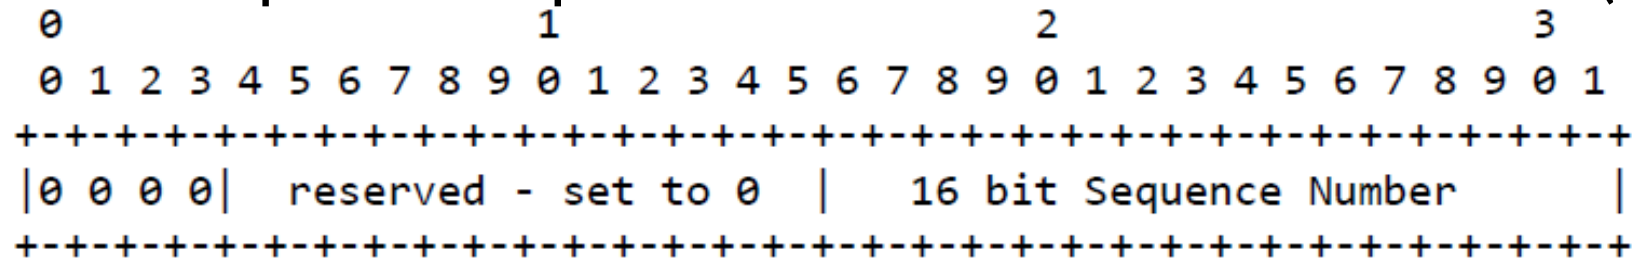 0                   1                   2                   3
0 1 2 3 4 5 6 7 8 9 0 1 2 3 4 5 6 7 8 9 0 1 2 3 4 5 6 7 8 9 0 1
+-+-+-+-+-+-+-+-+-+-+-+-+-+-+-+-+-+-+-+-+-+-+-+-+-+-+-+-+-+-+-+-+
|0 0 0 0|  reserved - set to 0  |   16 bit Sequence Number      |
+-+-+-+-+-+-+-+-+-+-+-+-+-+-+-+-+-+-+-+-+-+-+-+-+-+-+-+-+-+-+-+-+